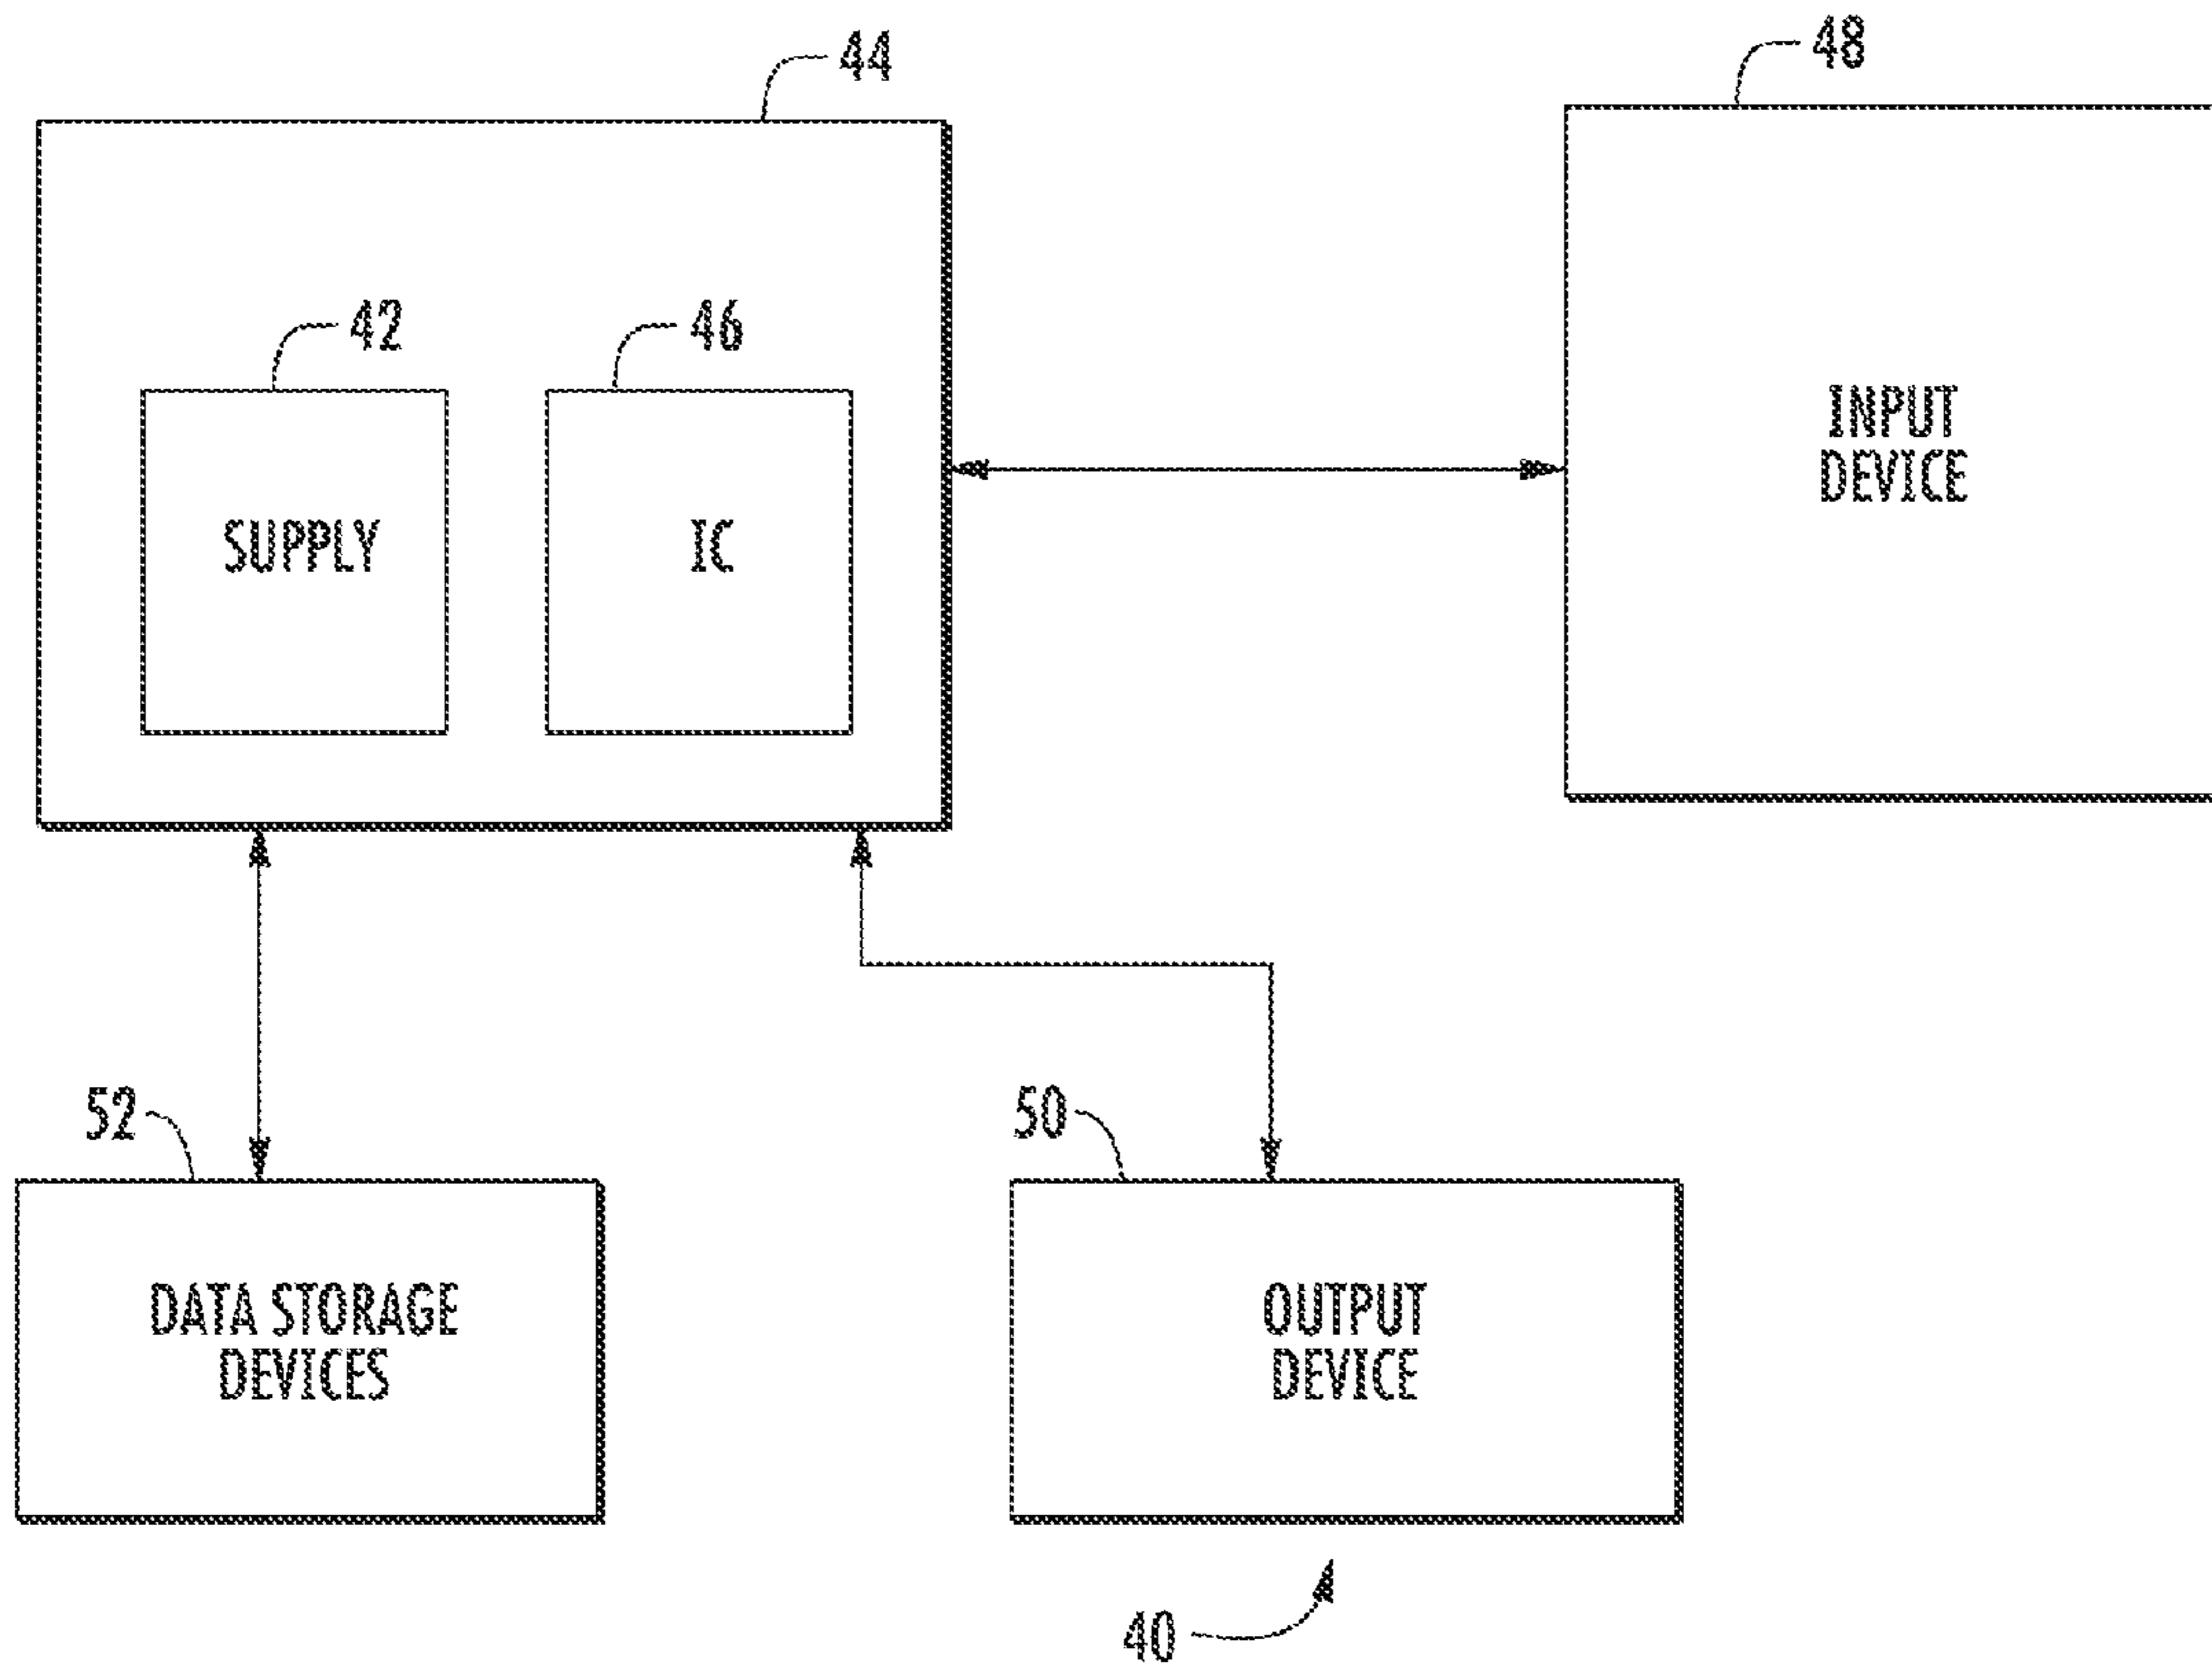 44
48
42
46
SUPPLY
IC
INPUT
DEVICE
52
50
DATA STORAGE
DEVICES
OUTPUT
DEVICE
40